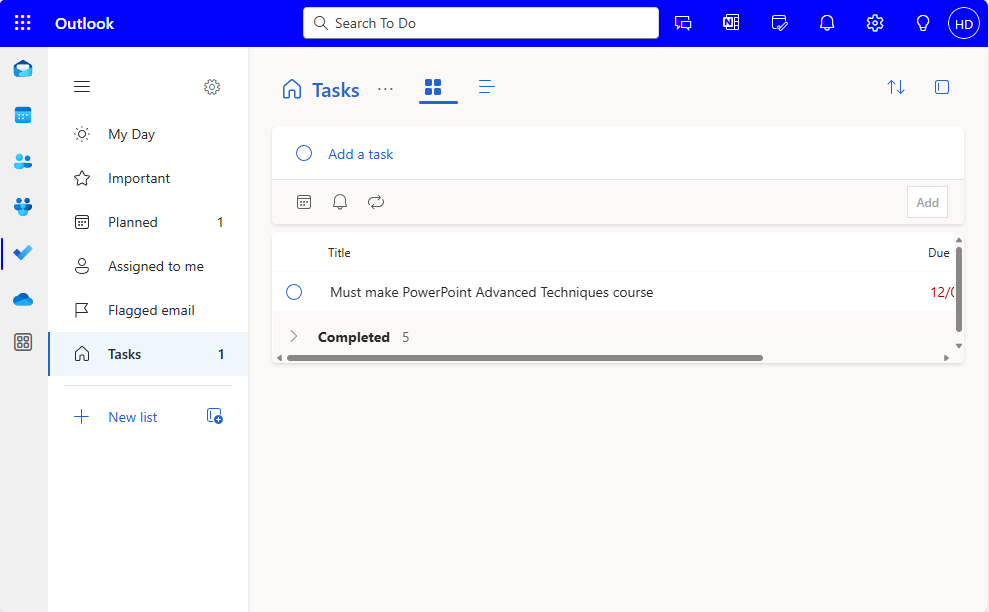 Outlook
Search To Do
HD
My Day
Important
Planned 1
Assigned to me
Flagged email
Tasks 1
New list
Tasks
Add a task
Add
Title Due
Must make PowerPoint Advanced Techniques course
Completed 5